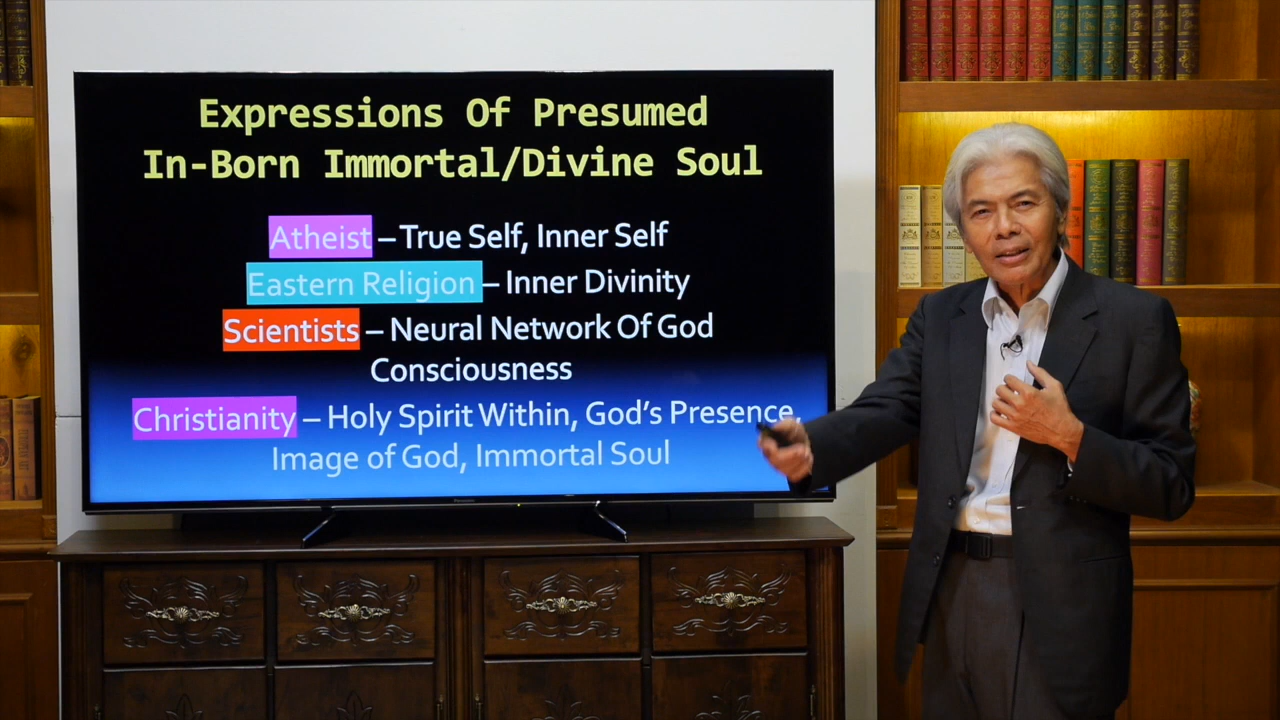 Expressions Of Presumed
In-Born Immortal/Divine Soul
Atheist – True Self, Inner Self
Eastern Religion – Inner Divinity
Scientists – Neural Network Of God
Consciousness
Christianity – Holy Spirit Within, God's Presence,
Image of God, Immortal Soul